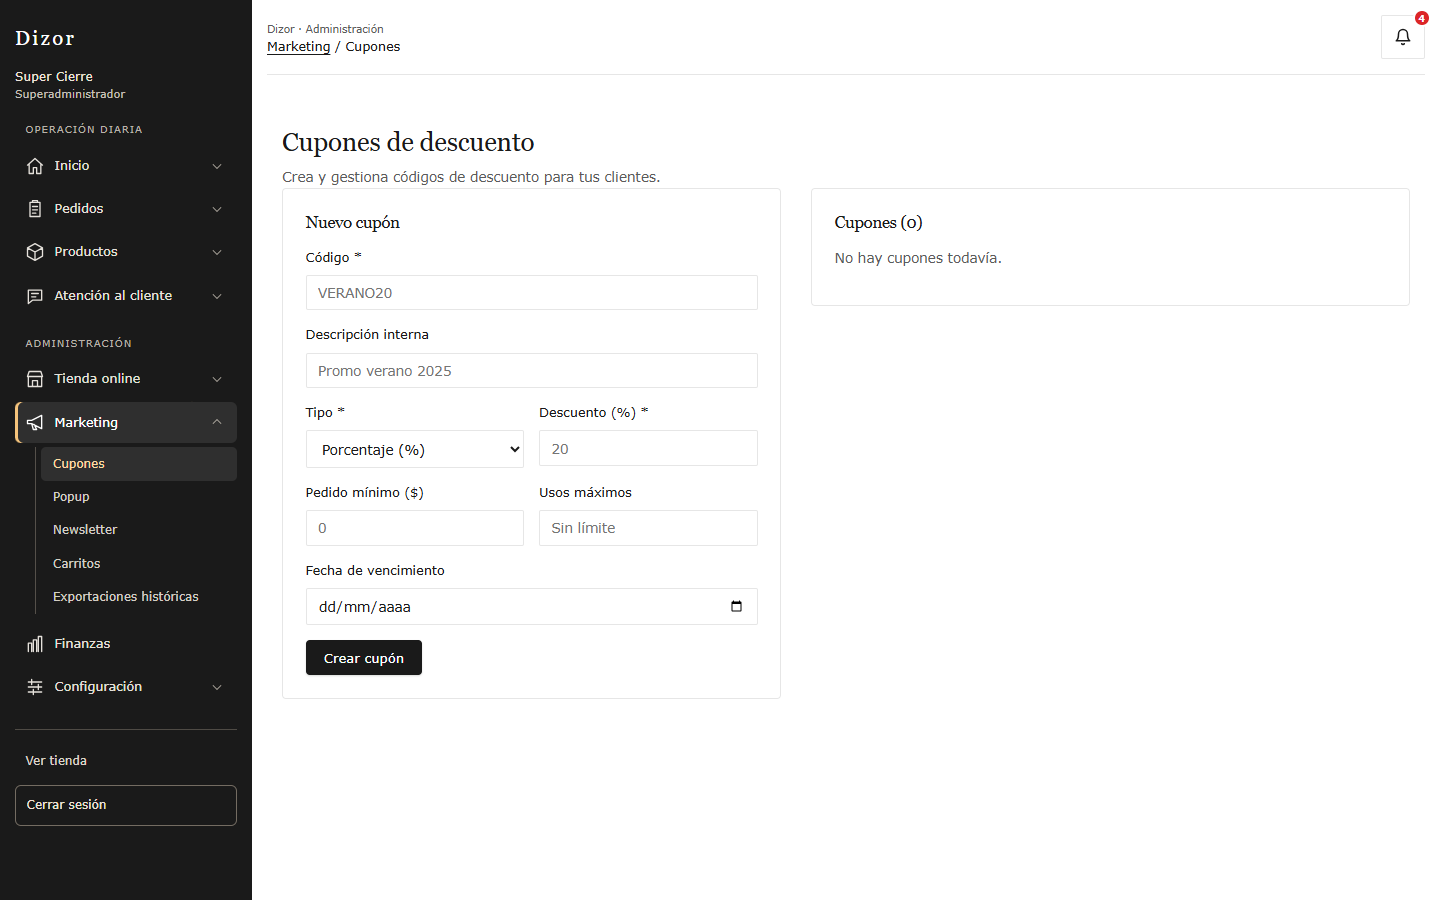 Dizor
Super Cierre
Superadministrador
OPERACIÓN DIARIA
Inicio
Pedidos
Productos
Atención al cliente
ADMINISTRACIÓN
Tienda online
Marketing
Cupones
Popup
Newsletter
Carritos
Exportaciones históricas
Finanzas
Configuración
Ver tienda
Cerrar sesión
Dizor · Administración
Marketing / Cupones
4
Cupones de descuento
Crea y gestiona códigos de descuento para tus clientes.
Nuevo cupón
Código *
VERANO20
Descripción interna
Promo verano 2025
Tipo * Descuento (%) *
Porcentaje (%) 20
Pedido mínimo ($) Usos máximos
0 Sin límite
Fecha de vencimiento
dd/mm/aaaa
Crear cupón
Cupones (0)
No hay cupones todavía.